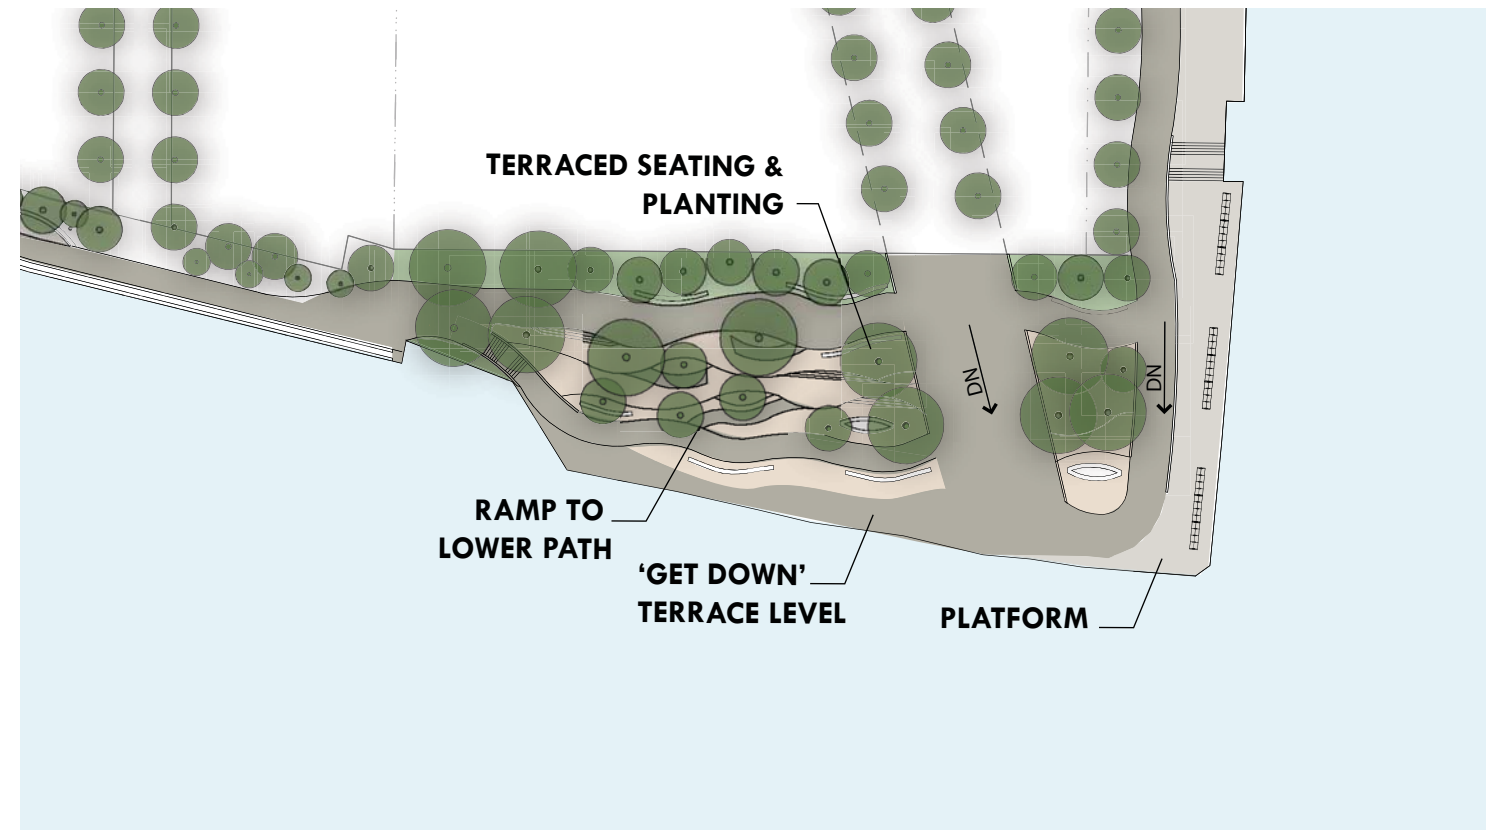 TERRACED SEATING &
PLANTING
DN
DN
RAMP TO
LOWER PATH
‘GET DOWN’
TERRACE LEVEL
PLATFORM